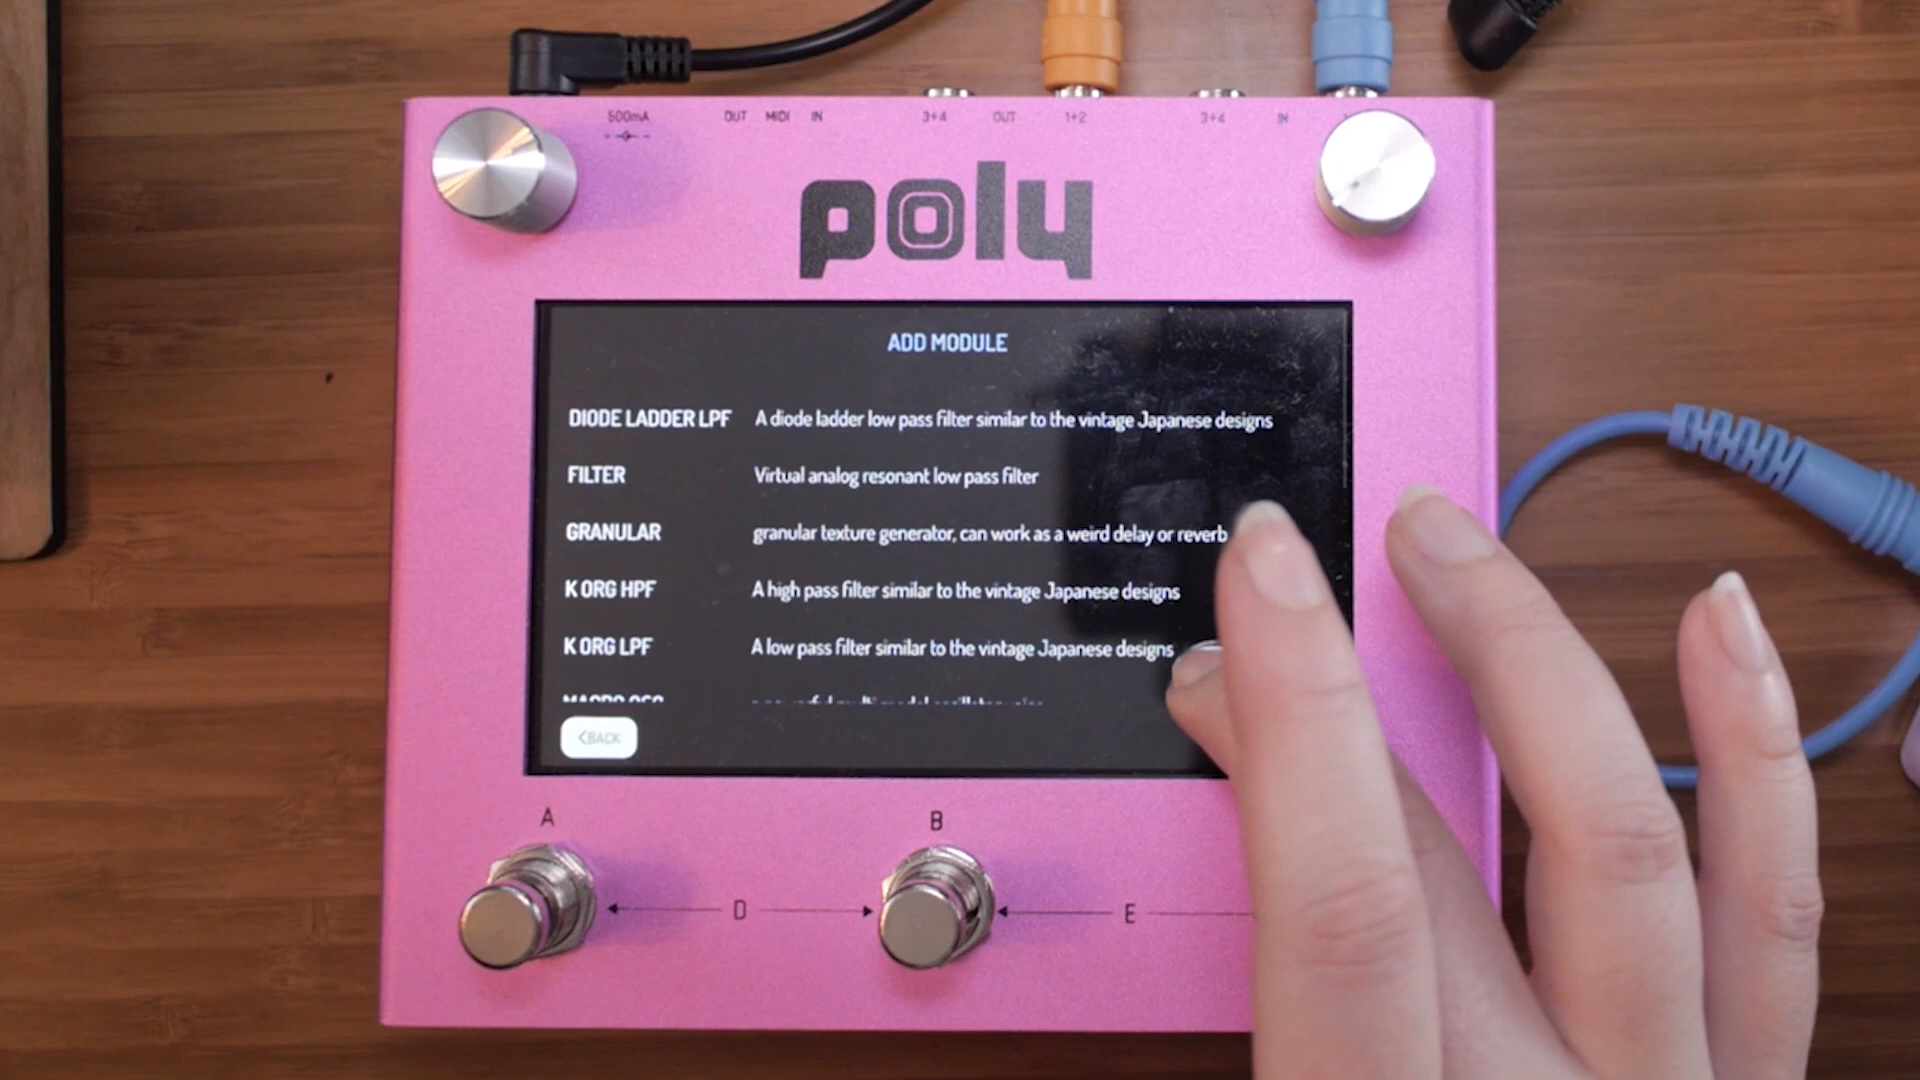 500mA OUT MIDI IN 3+4 OUT 1+2 3+4 IN
poly
ADD MODULE
DIODE LADDER LPF A diode ladder low pass filter similar to the vintage Japanese designs
FILTER Virtual analog resonant low pass filter
GRANULAR granular texture generator, can work as a weird delay or reverb
K ORG HPF A high pass filter similar to the vintage Japanese designs
K ORG LPF A low pass filter similar to the vintage Japanese designs
<BACK
A B
D E